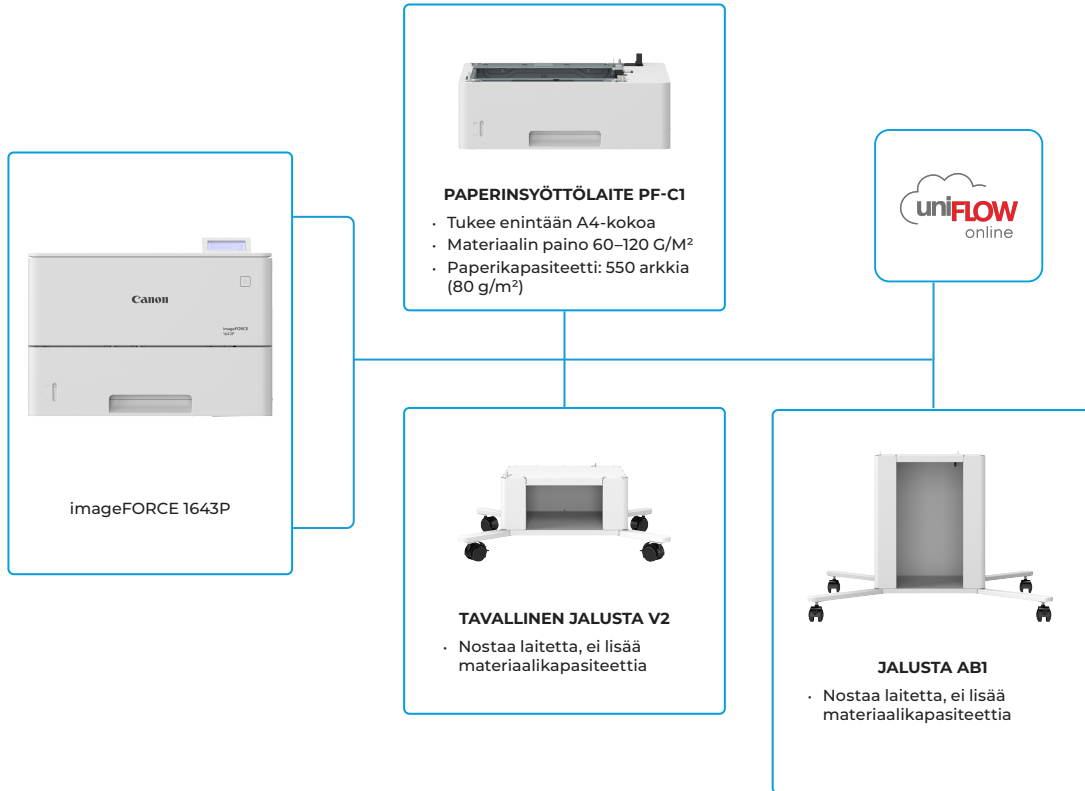 Canon
imageFORCE
1643P
imageFORCE 1643P
PAPERINSYÖTTÖLAITE PF-C1
· Tukee enintään A4-kokoa
· Materiaalin paino 60–120 G/M²
· Paperikapasiteetti: 550 arkkia
(80 g/m²)
uniFLOW
online
TAVALLINEN JALUSTA V2
· Nostaa laitetta, ei lisää
materiaalikapasiteettia
JALUSTA AB1
· Nostaa laitetta, ei lisää
materiaalikapasiteettia